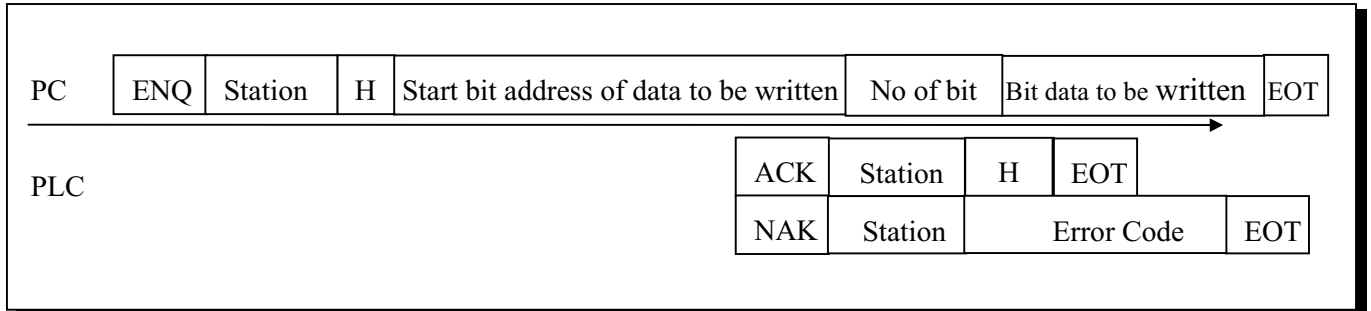 PC ENQ Station H Start bit address of data to be written No of bit Bit data to be written EOT
ACK Station H EOT
PLC
NAK Station Error Code EOT